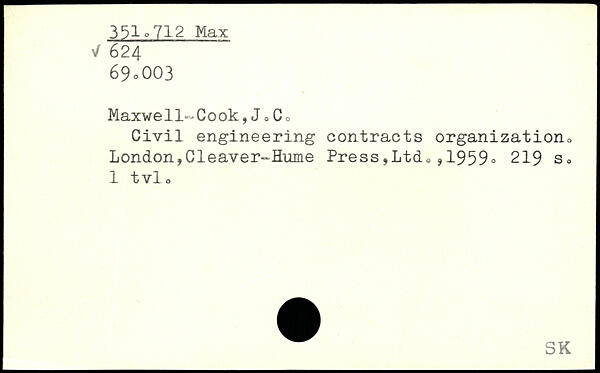 351.712 Max
√ 624
69.003
Maxwell-Cook,J.C.
Civil engineering contracts organization.
London,Cleaver-Hume Press,Ltd.,1959. 219 s.
1 tvl.
SK